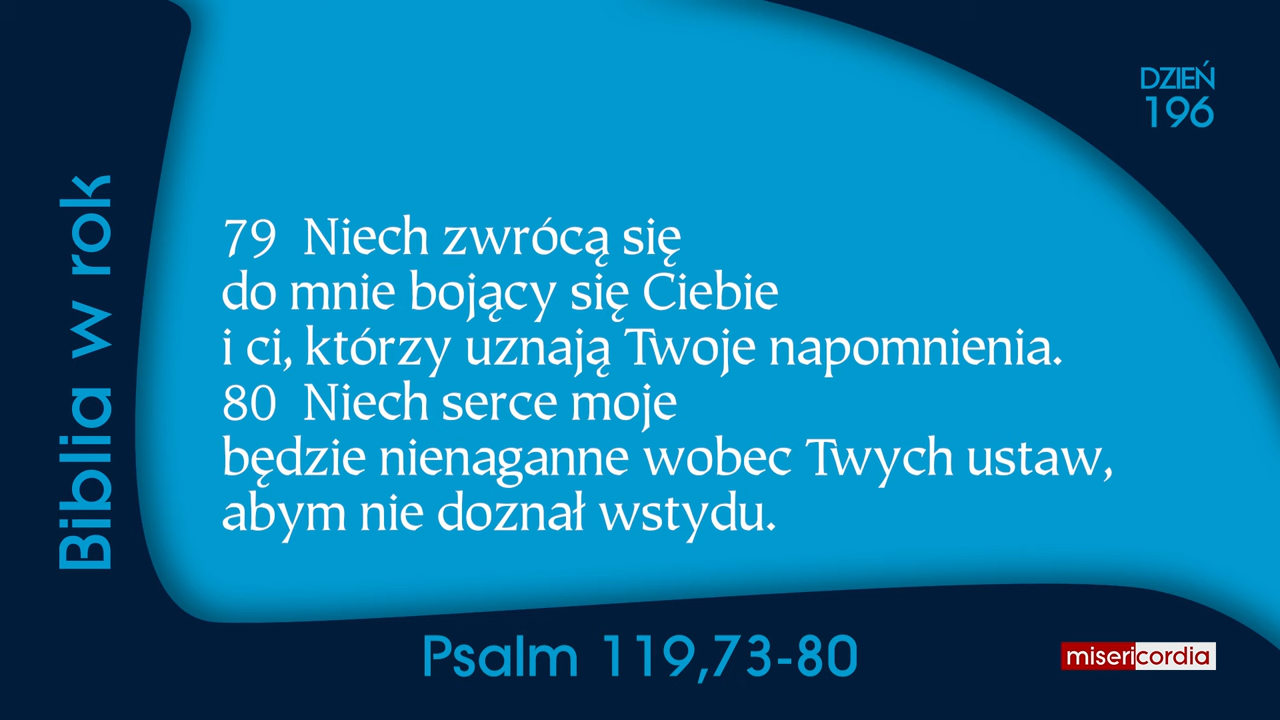 DZIEŃ
196
Biblia w rok
79 Niech zwrócą się
do mnie bojący się Ciebie
i ci, którzy uznają Twoje napomnienia.
80 Niech serce moje
będzie nienaganne wobec Twych ustaw,
abym nie doznał wstydu.
Psalm 119,73-80
misericordia